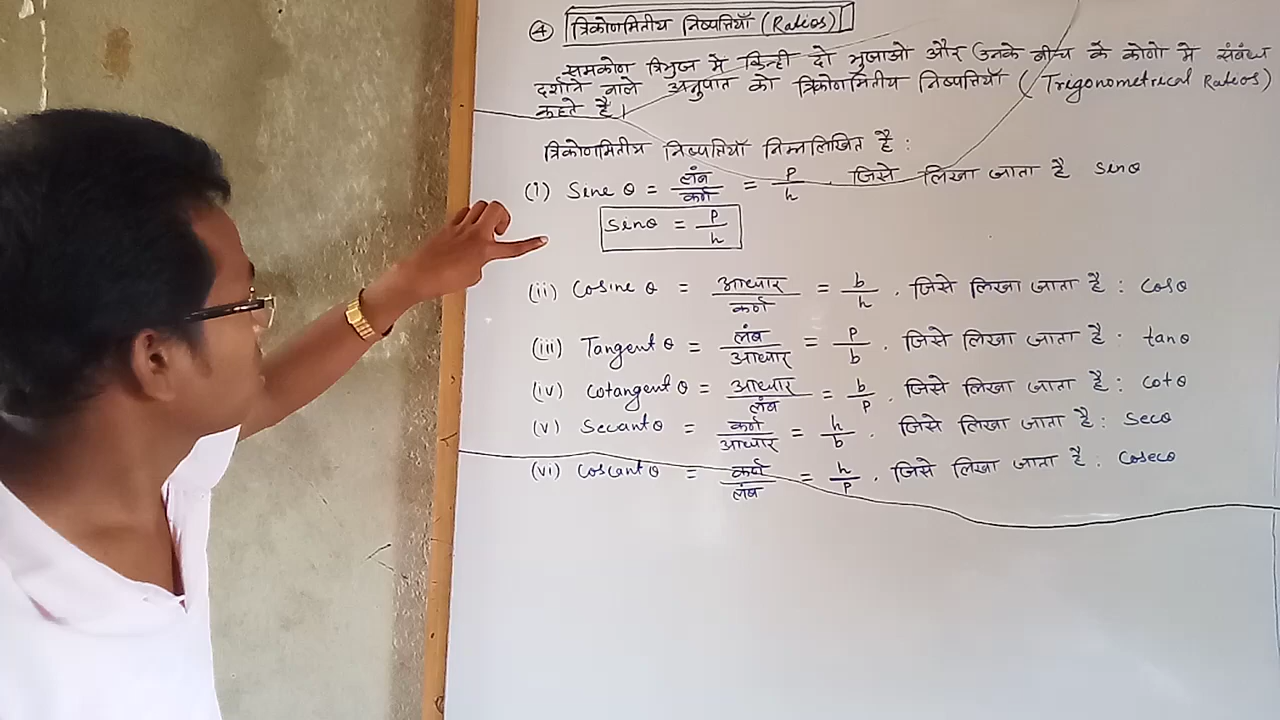 ④ त्रिकोणमितीय निष्पत्तियाँ (Ratios)
समकोण त्रिभुज में किन्ही दो भुजाओ और उनके बीच के कोणो मे संबंध
दर्शाने वाले अनुपात को त्रिकोणमितीय निष्पत्तियाँ (Trigonometrical Ratios)
कहते है।
त्रिकोणमितीय निष्पत्तियाँ निम्नलिखित है :
(i) Sine θ = लंब/कर्ण = P/h . जिसे लिखा जाता है sinθ
sinθ = P/h
(ii) Cosine θ = आधार/कर्ण = b/h . जिसे लिखा जाता है : cosθ
(iii) Tangent θ = लंब/आधार = P/b . जिसे लिखा जाता है : tanθ
(iv) Cotangent θ = आधार/लंब = b/P . जिसे लिखा जाता है : cotθ
(v) Secant θ = कर्ण/आधार = h/b . जिसे लिखा जाता है : secθ
(vi) Coscant θ = कर्ण/लंब = h/P . जिसे लिखा जाता है : cosecθ